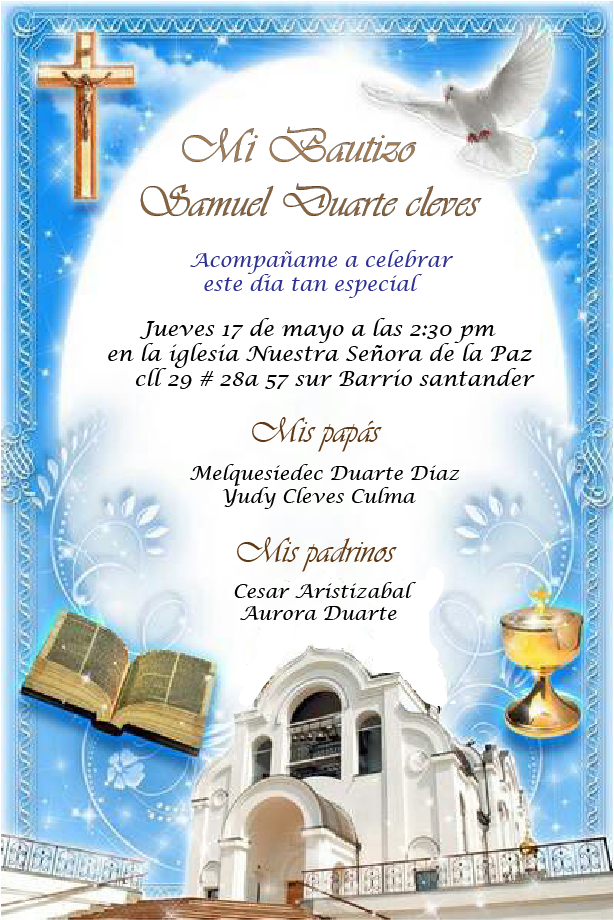 Mi Bautizo
Samuel Duarte cleves
Acompañame a celebrar
este dia tan especial
Jueves 17 de mayo a las 2:30 pm
en la iglesia Nuestra Señora de la Paz
cll 29 # 28a 57 sur Barrio santander
Mis papás
Melquesiedec Duarte Diaz
Yudy Cleves Culma
Mis padrinos
Cesar Aristizabal
Aurora Duarte